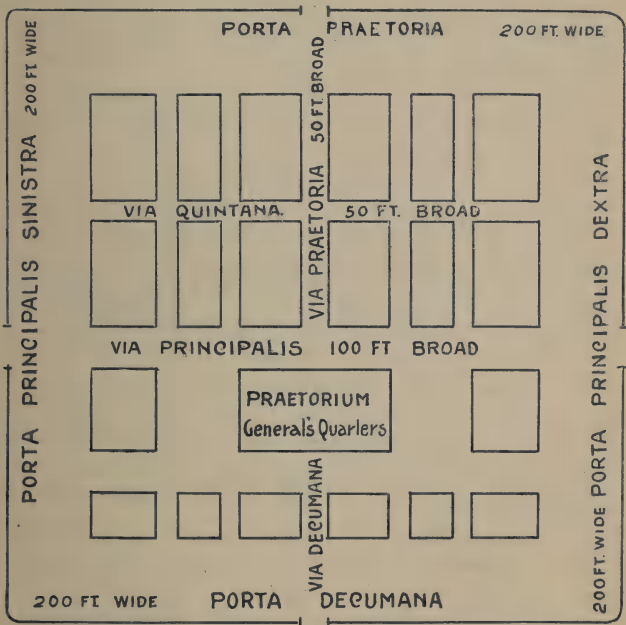 PORTA PRAETORIA 200 FT. WIDE
200 FT. WIDE
PORTA PRINCIPALIS SINISTRA
VIA PRAETORIA 50 FT. BROAD
VIA QUINTANA. 50 FT. BROAD
PORTA PRINCIPALIS DEXTRA
200 FT. WIDE
VIA PRINCIPALIS 100 FT BROAD
PRAETORIUM
General's Quarters
VIA DECUMANA
200 FT WIDE PORTA DECUMANA